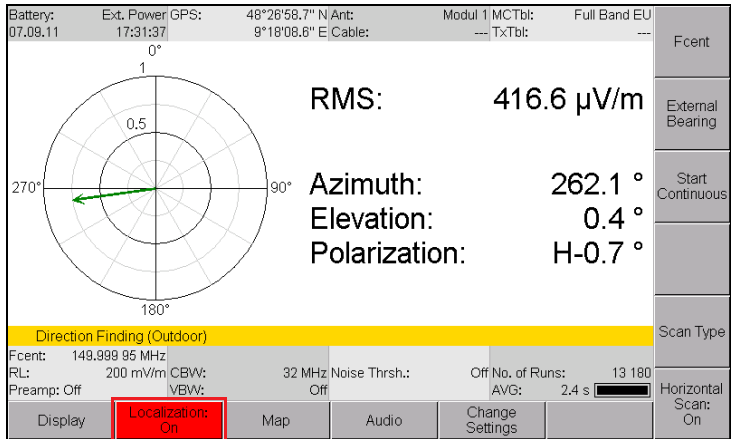 Battery: Ext. Power GPS: 48°26'58.7" N Ant: Modul 1 MCTbl: Full Band EU
07.09.11 17:31:37 9°18'08.6" E Cable: --- TxTbl: ---
Fcent
0°
1
0.5
270°
90°
180°
RMS: 416.6 µV/m
Azimuth: 262.1 °
Elevation: 0.4 °
Polarization: H-0.7 °
External
Bearing
Start
Continuous
Scan Type
Horizontal
Scan:
On
Direction Finding (Outdoor)
Fcent: 149.999 95 MHz
RL: 200 mV/m CBW: 32 MHz Noise Thrsh.: Off No. of Runs: 13 180
Preamp: Off VBW: Off AVG: 2.4 s
Display
Localization:
On
Map
Audio
Change
Settings